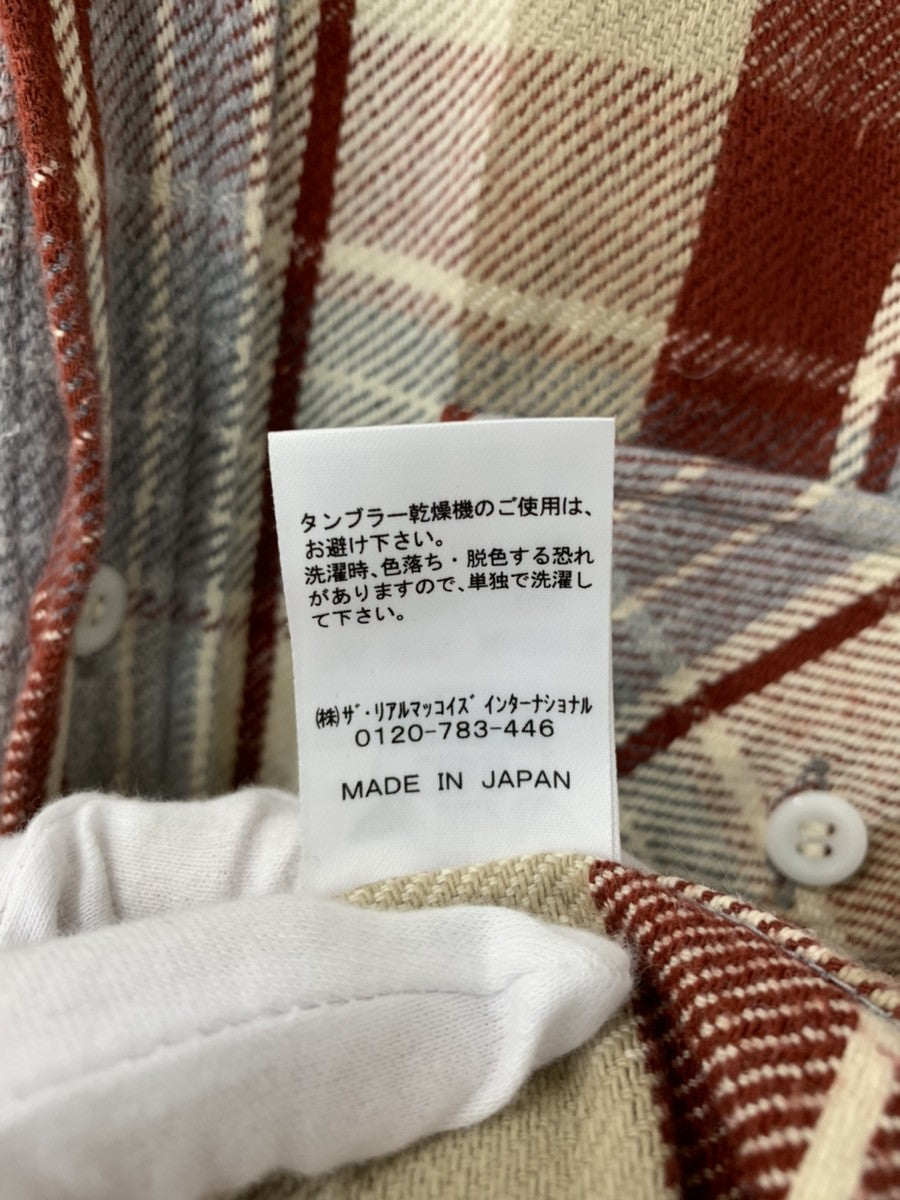 タンブラー乾燥機のご使用は、
お避け下さい。
洗濯時、色落ち・脱色する恐れ
がありますので、単独で洗濯し
て下さい。
㈱ｻﾞ・ﾘｱﾙﾏｯｺｲｽﾞ ｲﾝﾀｰﾅｼｮﾅﾙ
0120-783-446
MADE IN JAPAN